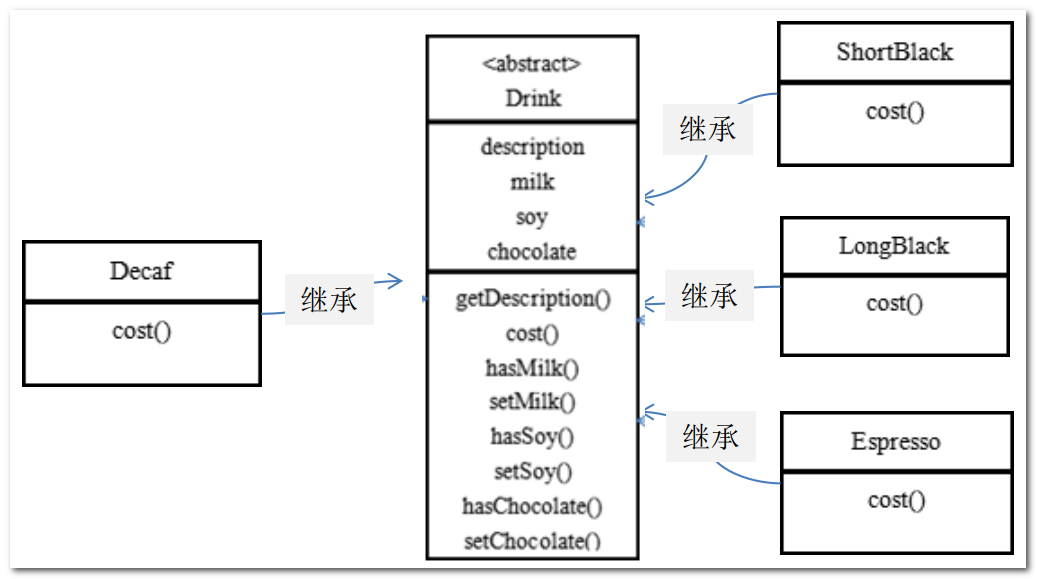 Decaf
cost()
继承
<abstract>
Drink
description
milk
soy
chocolate
getDescription()
cost()
hasMilk()
setMilk()
hasSoy()
setSoy()
hasChocolate()
setChocolate()
继承
ShortBlack
cost()
继承
LongBlack
cost()
继承
Espresso
cost()